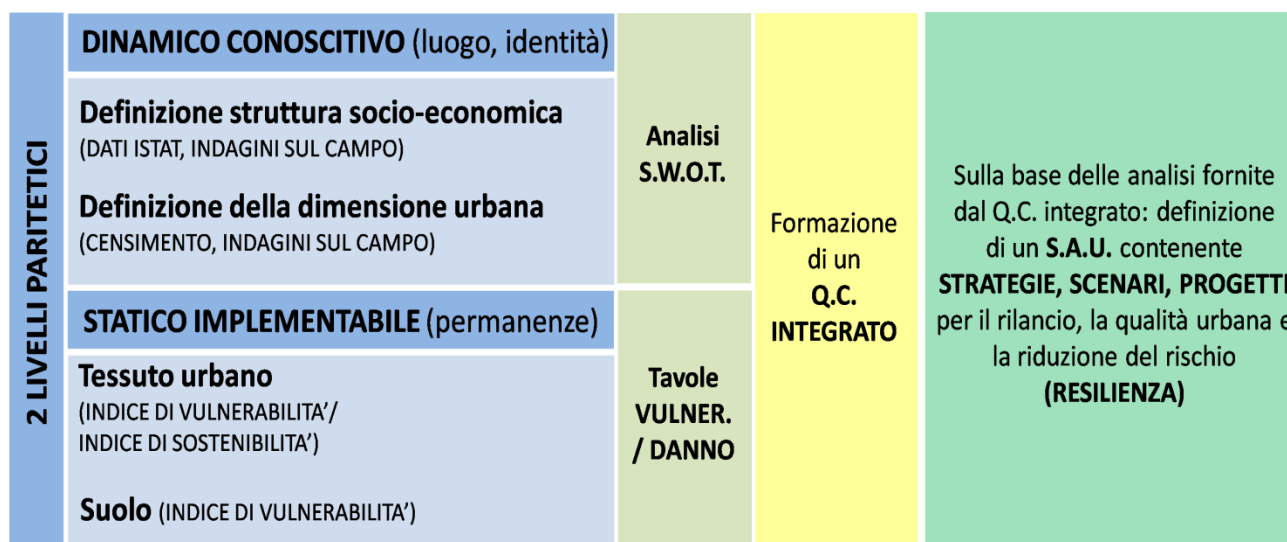 2 LIVELLI PARITETICI
DINAMICO CONOSCITIVO (luogo, identità)
Definizione struttura socio-economica
(DATI ISTAT, INDAGINI SUL CAMPO)
Definizione della dimensione urbana
(CENSIMENTO, INDAGINI SUL CAMPO)
STATICO IMPLEMENTABILE (permanenze)
Tessuto urbano
(INDICE DI VULNERABILITA'/
INDICE DI SOSTENIBILITA')
Suolo (INDICE DI VULNERABILITA')
Analisi
S.W.O.T.
Tavole
VULNER.
/ DANNO
Formazione
di un
Q.C.
INTEGRATO
Sulla base delle analisi fornite
dal Q.C. integrato: definizione
di un S.A.U. contenente
STRATEGIE, SCENARI, PROGETTI
per il rilancio, la qualità urbana e
la riduzione del rischio
(RESILIENZA)